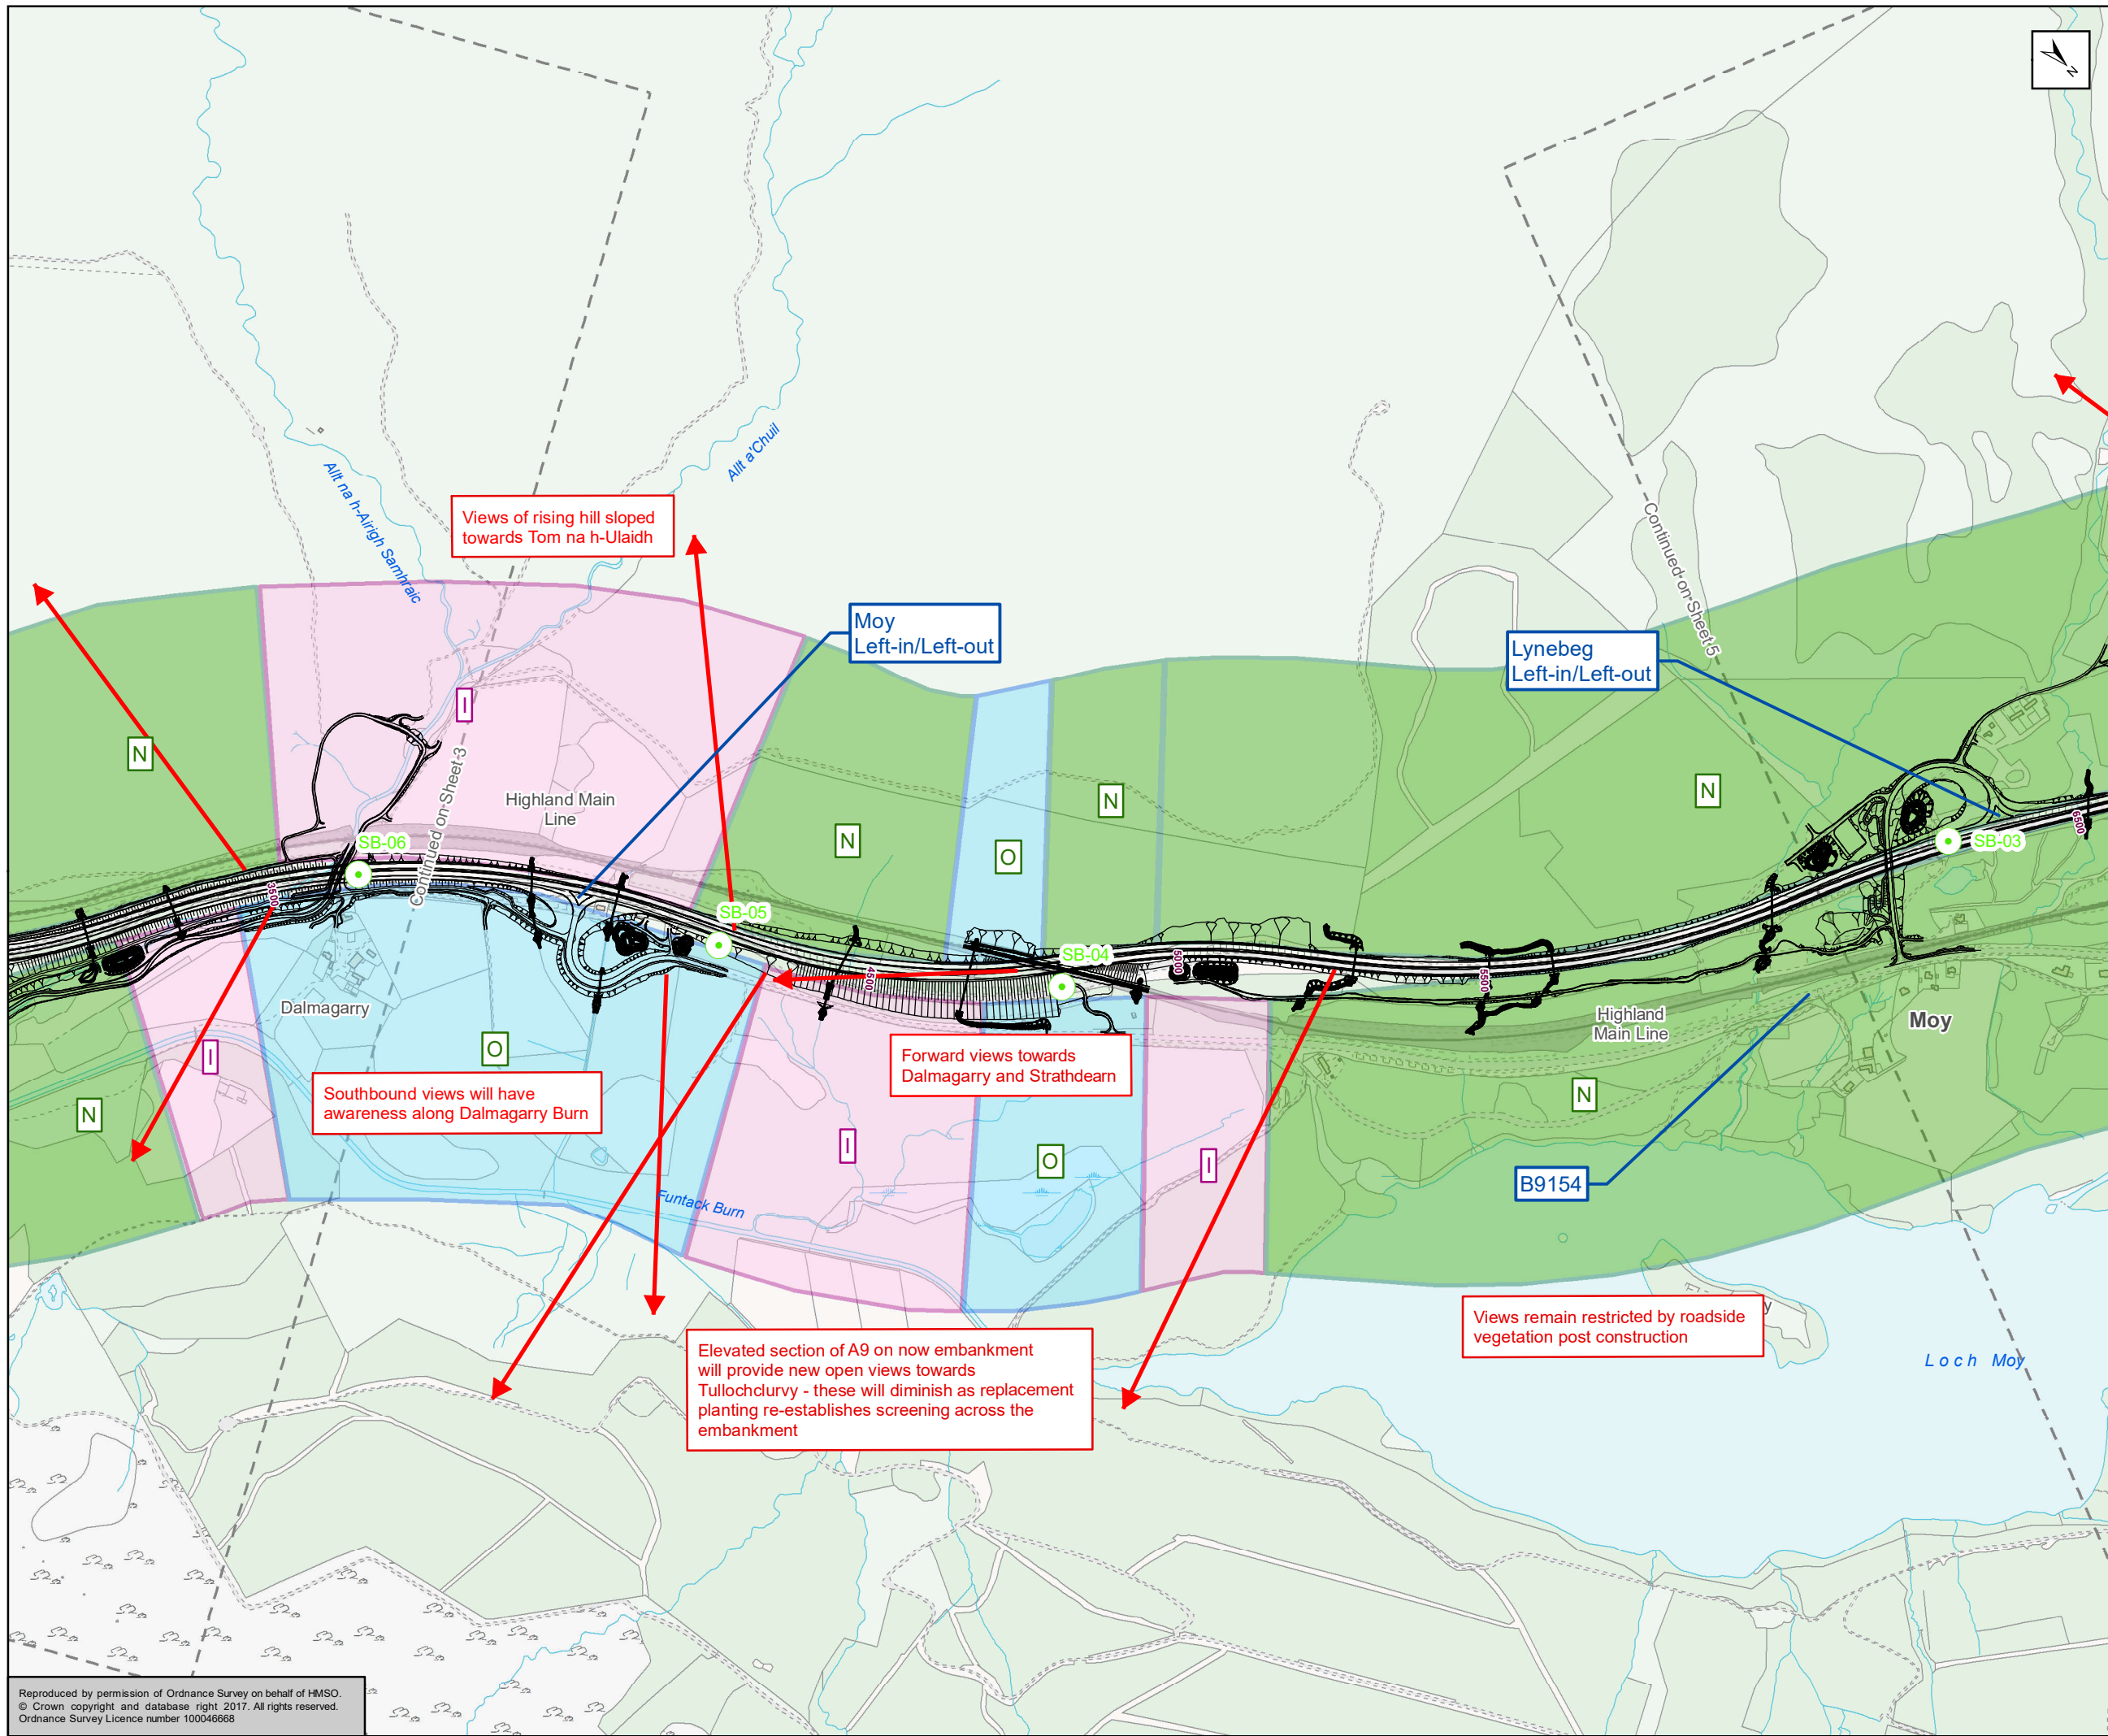 N
Allt na h-Airigh Samhraic
Allt a'Chuil
Views of rising hill sloped
towards Tom na h-Ulaidh
Continued on Sheet 5
Moy
Left-in/Left-out
Lynebeg
Left-in/Left-out
I
N
Continued on Sheet 3
Highland Main
Line
N
O
N
N
SB-06
3500
SB-05
4500
SB-04
5000
5500
SB-03
6500
Dalmagarry
O
I
N
Southbound views will have
awareness along Dalmagarry Burn
Forward views towards
Dalmagarry and Strathdearn
Highland
Main Line
Moy
N
I
O
I
B9154
Funtack Burn
Elevated section of A9 on now embankment
will provide new open views towards
Tullochclurvy - these will diminish as replacement
planting re-establishes screening across the
embankment
Views remain restricted by roadside
vegetation post construction
Loch Moy
Reproduced by permission of Ordnance Survey on behalf of HMSO.
© Crown copyright and database right 2017. All rights reserved.
Ordnance Survey Licence number 100046668